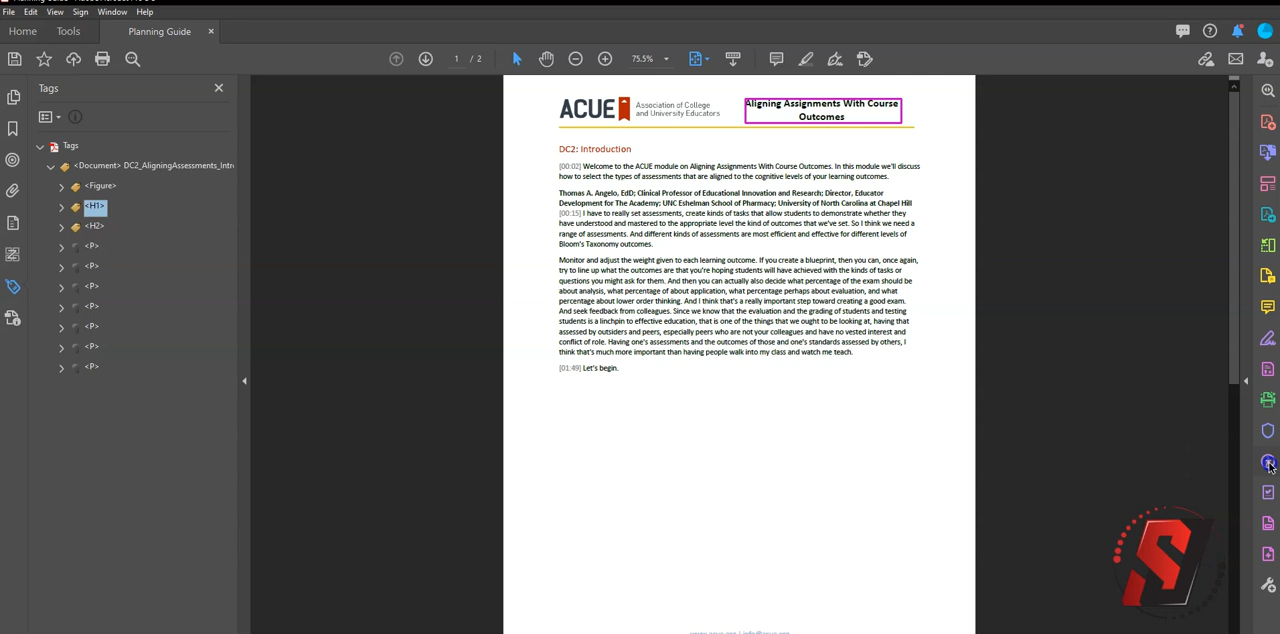 File Edit View Sign Window Help
Home Tools Planning Guide ×
1 / 2 75.5%
Tags
Tags
<Document> DC2_AligningAssessments_Intro
<Figure>
<H1>
<H2>
<P>
<P>
<P>
<P>
<P>
<P>
<P>
ACUE Association of College
and University Educators
Aligning Assignments With Course
Outcomes
DC2: Introduction
[00:02] Welcome to the ACUE module on Aligning Assignments With Course Outcomes. In this module we'll discuss
how to select the types of assessments that are aligned to the cognitive levels of your learning outcomes.
Thomas A. Angelo, EdD; Clinical Professor of Educational Innovation and Research; Director, Educator
Development for The Academy; UNC Eshelman School of Pharmacy; University of North Carolina at Chapel Hill
[00:15] I have to really set assessments, create kinds of tasks that allow students to demonstrate whether they
have understood and mastered to the appropriate level the kind of outcomes that we've set. So I think we need a
range of assessments. And different kinds of assessments are most efficient and effective for different levels of
Bloom's Taxonomy outcomes.
Monitor and adjust the weight given to each learning outcome. If you create a blueprint, then you can, once again,
try to line up what the outcomes are that you're hoping students will have achieved with the kinds of tasks or
questions you might ask for them. And then you can actually also decide what percentage of the exam should be
about analysis, what percentage of about application, what percentage perhaps about evaluation, and what
percentage about lower order thinking. And I think that's a really important step toward creating a good exam.
And seek feedback from colleagues. Since we know that the evaluation and the grading of students and testing
students is a linchpin to effective education, that is one of the things that we ought to be looking at, having that
assessed by outsiders and peers, especially peers who are not your colleagues and have no vested interest and
conflict of role. Having one's assessments and the outcomes of those and one's standards assessed by others, I
think that's much more important than having people walk into my class and watch me teach.
[01:49] Let's begin.